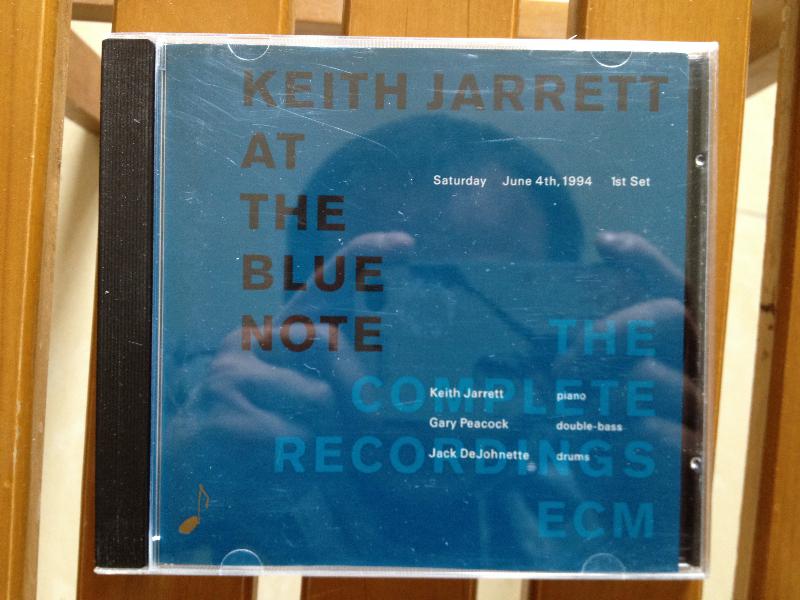 KEITH JARRETT
AT
THE
BLUE
NOTE
Saturday June 4th, 1994 1st Set
THE
COMPLETE
RECORDINGS
ECM
Keith Jarrett piano
Gary Peacock double-bass
Jack DeJohnette drums